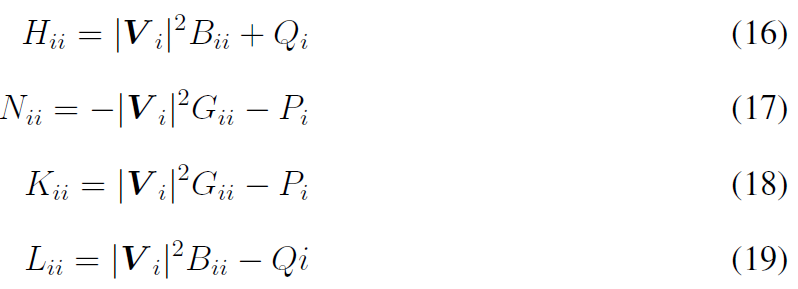 H_{ii} = |V_i|^2 B_{ii} + Q_i (16)
N_{ii} = -|V_i|^2 G_{ii} - P_i (17)
K_{ii} = |V_i|^2 G_{ii} - P_i (18)
L_{ii} = |V_i|^2 B_{ii} - Qi (19)